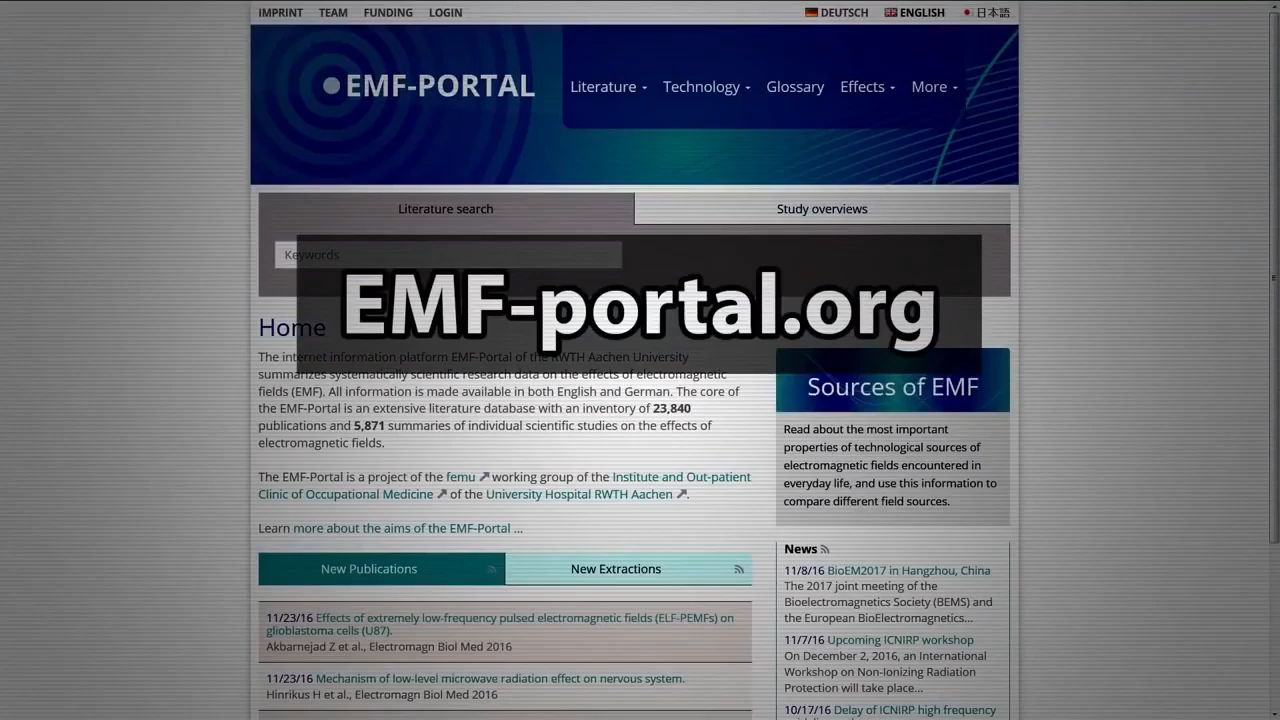 IMPRINT TEAM FUNDING LOGIN DEUTSCH ENGLISH 日本語
EMF-PORTAL
Literature Technology Glossary Effects More
Literature search Study overviews
Keywords
EMF-portal.org
Home
The internet information platform EMF-Portal of the RWTH Aachen University
summarizes systematically scientific research data on the effects of electromagnetic
fields (EMF). All information is made available in both English and German. The core of
the EMF-Portal is an extensive literature database with an inventory of 23,840
publications and 5,871 summaries of individual scientific studies on the effects of
electromagnetic fields.
The EMF-Portal is a project of the femu working group of the Institute and Out-patient
Clinic of Occupational Medicine of the University Hospital RWTH Aachen .
Learn more about the aims of the EMF-Portal ...
New Publications New Extractions
11/23/16 Effects of extremely low-frequency pulsed electromagnetic fields (ELF-PEMFs) on
glioblastoma cells (U87).
Akbarnejad Z et al., Electromagn Biol Med 2016
11/23/16 Mechanism of low-level microwave radiation effect on nervous system.
Hinrikus H et al., Electromagn Biol Med 2016
Sources of EMF
Read about the most important
properties of technological sources of
electromagnetic fields encountered in
everyday life, and use this information to
compare different field sources.
News
11/8/16 BioEM2017 in Hangzhou, China
The 2017 joint meeting of the
Bioelectromagnetics Society (BEMS) and
the European BioElectromagnetics...
11/7/16 Upcoming ICNIRP workshop
On December 2, 2016, an International
Workshop on Non-Ionizing Radiation
Protection will take place...
10/17/16 Delay of ICNIRP high frequency